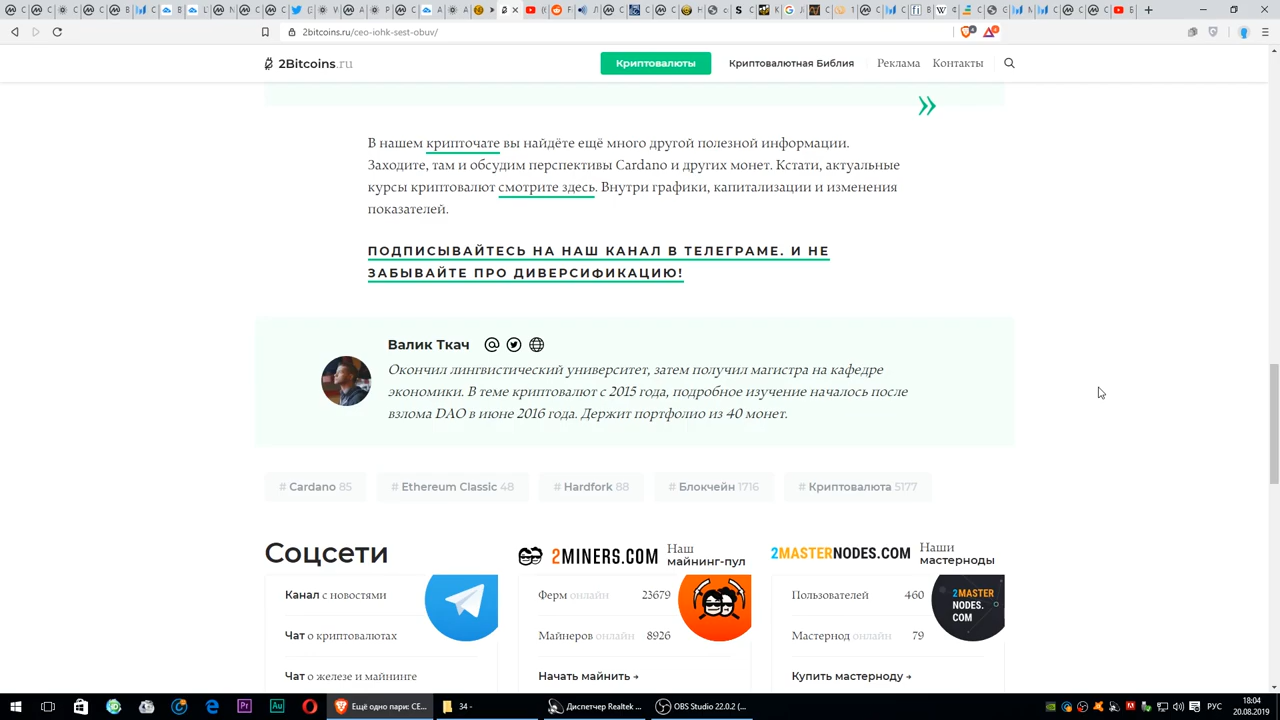 2bitcoins.ru/ceo-iohk-sest-obuv/
2Bitcoins.ru
Криптовалюты
Криптовалютная Библия
Реклама
Контакты
В нашем крипточате вы найдёте ещё много другой полезной информации.
Заходите, там и обсудим перспективы Cardano и других монет. Кстати, актуальные
курсы криптовалют смотрите здесь. Внутри графики, капитализации и изменения
показателей.
ПОДПИСЫВАЙТЕСЬ НА НАШ КАНАЛ В ТЕЛЕГРАМЕ. И НЕ
ЗАБЫВАЙТЕ ПРО ДИВЕРСИФИКАЦИЮ!
Валик Ткач
Окончил лингвистический университет, затем получил магистра на кафедре
экономики. В теме криптовалют с 2015 года, подробное изучение началось после
взлома DAO в июне 2016 года. Держит портфолио из 40 монет.
# Cardano 85
# Ethereum Classic 48
# Hardfork 88
# Блокчейн 1716
# Криптовалюта 5177
Соцсети
Канал с новостями
Чат о криптовалютах
Чат о железе и майнинге
2MINERS.COM
Наш
майнинг-пул
Ферм онлайн 23679
Майнеров онлайн 8926
Начать майнить →
2MASTERNODES.COM
Наши
мастерноды
Пользователей 460
Мастернод онлайн 79
Купить мастерноду →
2MASTER
NODES.
COM
Ещё одно пари: CE...
34 -
Диспетчер Realtek ...
OBS Studio 22.0.2 (...
РУС
18:04
20.08.2019